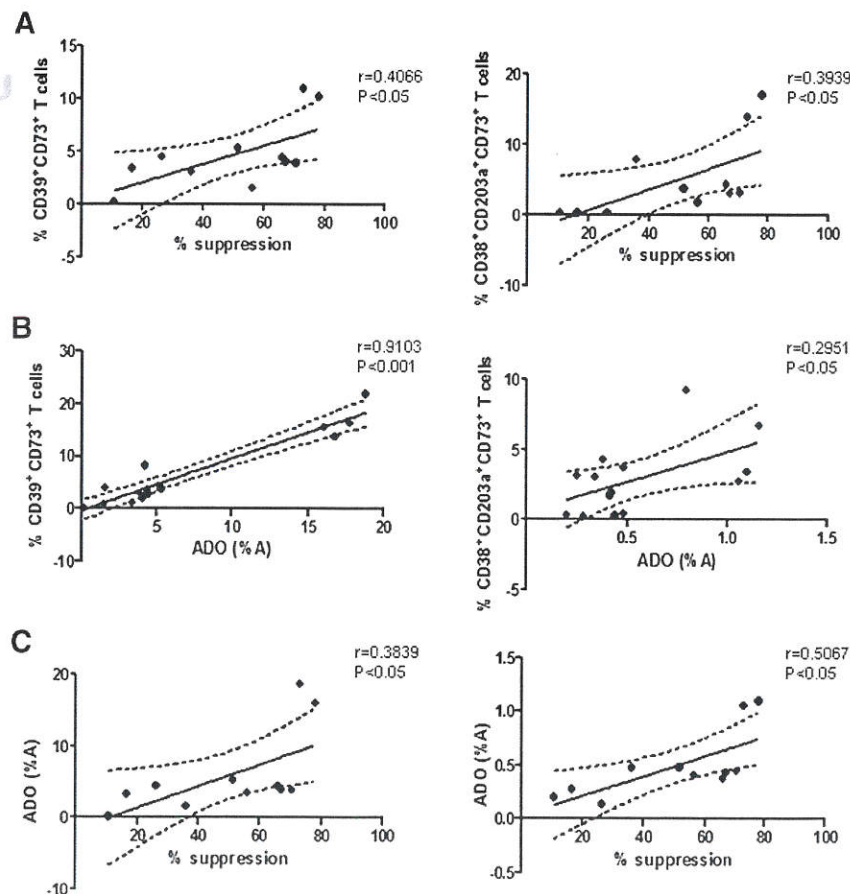 A
% CD39+CD73+ T cells
15
10
5
0
-5
20
40
60
80
100
% suppression
r=0.4066
P<0.05
% CD38+CD203a+CD73+ T cells
20
10
0
-10
20
40
60
80
100
% suppression
r=0.3939
P<0.05
B
% CD39+CD73+ T cells
30
20
10
0
-10
5
10
15
20
ADO (%A)
r=0.9103
P<0.001
% CD38+CD203a+CD73+ T cells
10
5
0
-5
0.5
1.0
1.5
ADO (%A)
r=0.2951
P<0.05
C
ADO (%A)
20
10
0
-10
20
40
60
80
100
% suppression
r=0.3839
P<0.05
ADO (%A)
1.5
1.0
0.5
0.0
-0.5
20
40
60
80
100
% suppression
r=0.5067
P<0.05